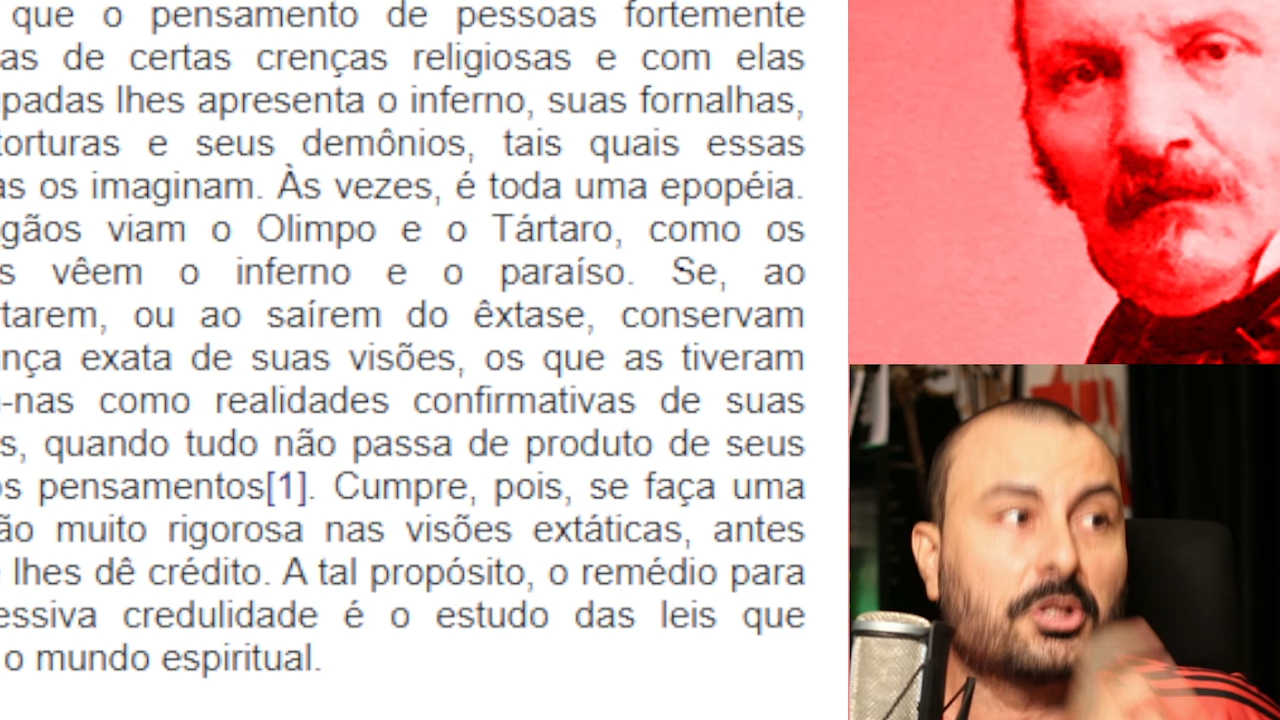 que o pensamento de pessoas fortemente
as de certas crenças religiosas e com elas
padas lhes apresenta o inferno, suas fornalhas,
torturas e seus demônios, tais quais essas
as os imaginam. Às vezes, é toda uma epopéia.
gãos viam o Olimpo e o Tártaro, como os
s vêem o inferno e o paraíso. Se, ao
tarem, ou ao saírem do êxtase, conservam
ança exata de suas visões, os que as tiveram
-nas como realidades confirmativas de suas
s, quando tudo não passa de produto de seus
os pensamentos[1]. Cumpre, pois, se faça uma
ão muito rigorosa nas visões extáticas, antes
lhes dê crédito. A tal propósito, o remédio para
essiva credulidade é o estudo das leis que
o mundo espiritual.